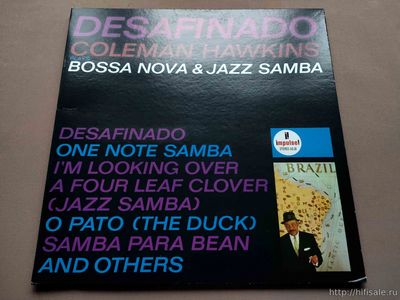 DESAFINADO
COLEMAN HAWKINS
BOSSA NOVA & JAZZ SAMBA
DESAFINADO
ONE NOTE SAMBA
I'M LOOKING OVER
A FOUR LEAF CLOVER
(JAZZ SAMBA)
O PATO (THE DUCK)
SAMBA PARA BEAN
AND OTHERS
impulse!
BRAZIL
http://hifisale.ru